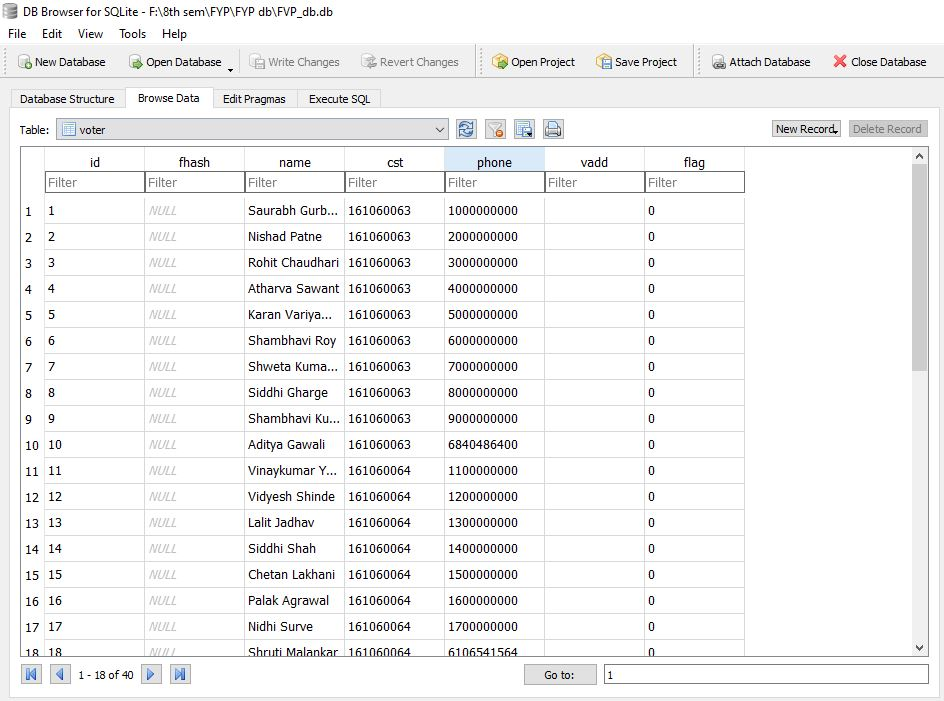 DB Browser for SQLite - F:\8th sem\FYP\FYP db\FVP_db.db
File Edit View Tools Help
New Database Open Database Write Changes Revert Changes Open Project Save Project Attach Database Close Database
Database Structure Browse Data Edit Pragmas Execute SQL
Table: voter New Record Delete Record
id fhash name cst phone vadd flag
Filter Filter Filter Filter Filter Filter Filter
1 1 NULL Saurabh Gurb... 161060063 1000000000 0
2 2 NULL Nishad Patne 161060063 2000000000 0
3 3 NULL Rohit Chaudhari 161060063 3000000000 0
4 4 NULL Atharva Sawant 161060063 4000000000 0
5 5 NULL Karan Variya... 161060063 5000000000 0
6 6 NULL Shambhavi Roy 161060063 6000000000 0
7 7 NULL Shweta Kuma... 161060063 7000000000 0
8 8 NULL Siddhi Gharge 161060063 8000000000 0
9 9 NULL Shambhavi Ku... 161060063 9000000000 0
10 10 NULL Aditya Gawali 161060063 6840486400 0
11 11 NULL Vinaykumar Y... 161060064 1100000000 0
12 12 NULL Vidyesh Shinde 161060064 1200000000 0
13 13 NULL Lalit Jadhav 161060064 1300000000 0
14 14 NULL Siddhi Shah 161060064 1400000000 0
15 15 NULL Chetan Lakhani 161060064 1500000000 0
16 16 NULL Palak Agrawal 161060064 1600000000 0
17 17 NULL Nidhi Surve 161060064 1700000000 0
18 18 NULL Shruti Malankar 161060064 6106541564 0
1 - 18 of 40 Go to: 1